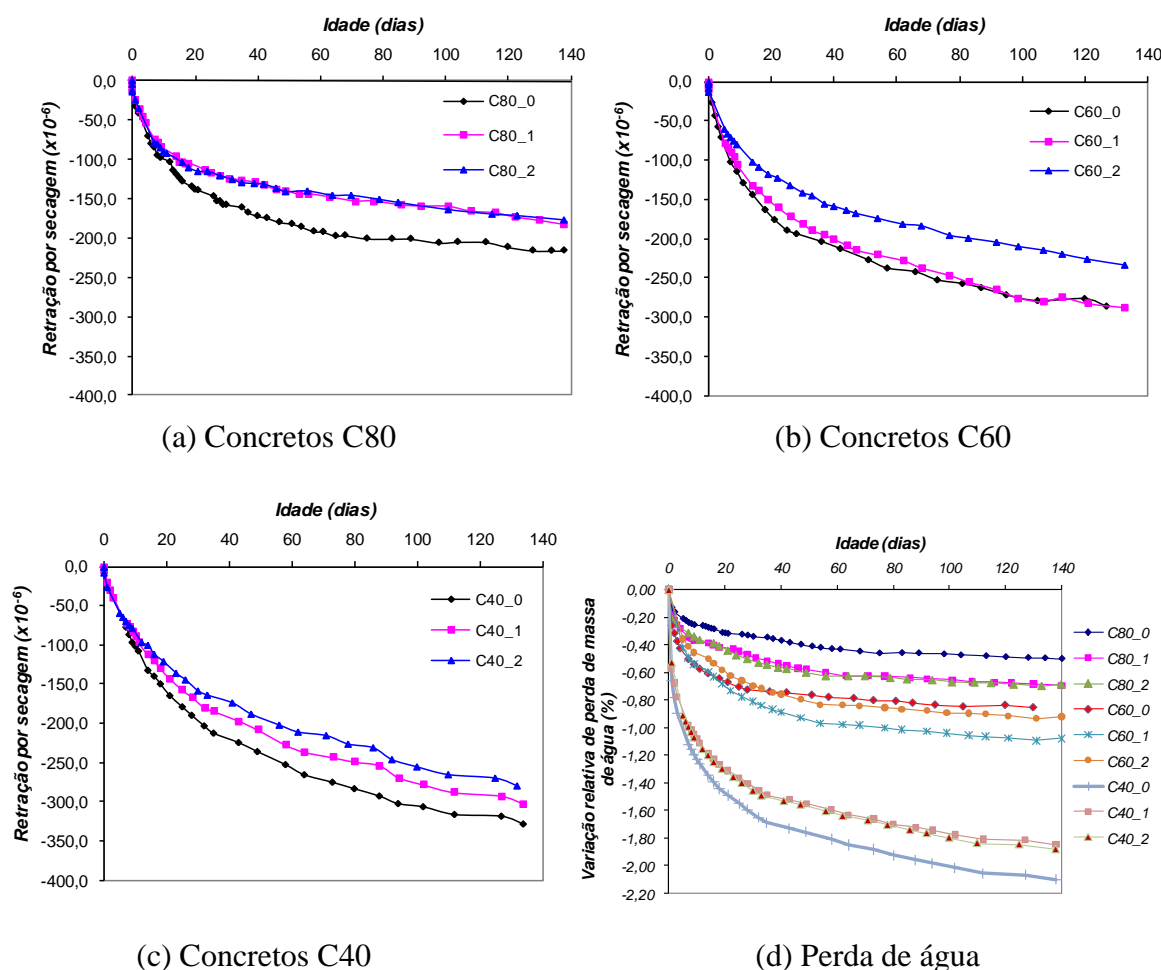 Idade (dias)
0 20 40 60 80 100 120 140
0,0
-50,0
-100,0
-150,0
-200,0
-250,0
-300,0
-350,0
-400,0
Retração por secagem (x10⁻⁶)
C80_0
C80_1
C80_2
(a) Concretos C80
Idade (dias)
0 20 40 60 80 100 120 140
0,0
-50,0
-100,0
-150,0
-200,0
-250,0
-300,0
-350,0
-400,0
Retração por secagem (x10⁻⁶)
C60_0
C60_1
C60_2
(b) Concretos C60
Idade (dias)
0 20 40 60 80 100 120 140
0,0
-50,0
-100,0
-150,0
-200,0
-250,0
-300,0
-350,0
-400,0
Retração por secagem (x10⁻⁶)
C40_0
C40_1
C40_2
(c) Concretos C40
Idade (dias)
0 20 40 60 80 100 120 140
0,00
-0,20
-0,40
-0,60
-0,80
-1,00
-1,20
-1,40
-1,60
-1,80
-2,00
-2,20
Variação relativa de perda de massa
de água (%)
C80_0
C80_1
C80_2
C60_0
C60_1
C60_2
C40_0
C40_1
C40_2
(d) Perda de água